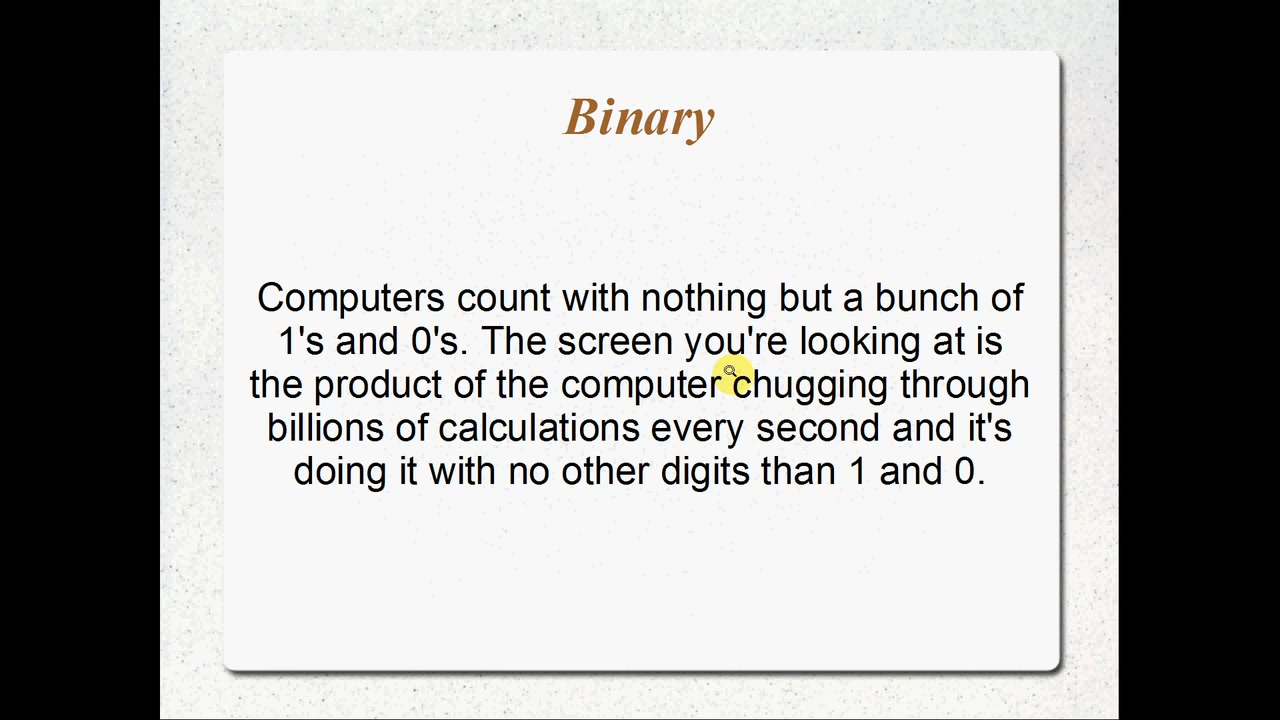 Binary
Computers count with nothing but a bunch of
1's and 0's. The screen you're looking at is
the product of the computer chugging through
billions of calculations every second and it's
doing it with no other digits than 1 and 0.